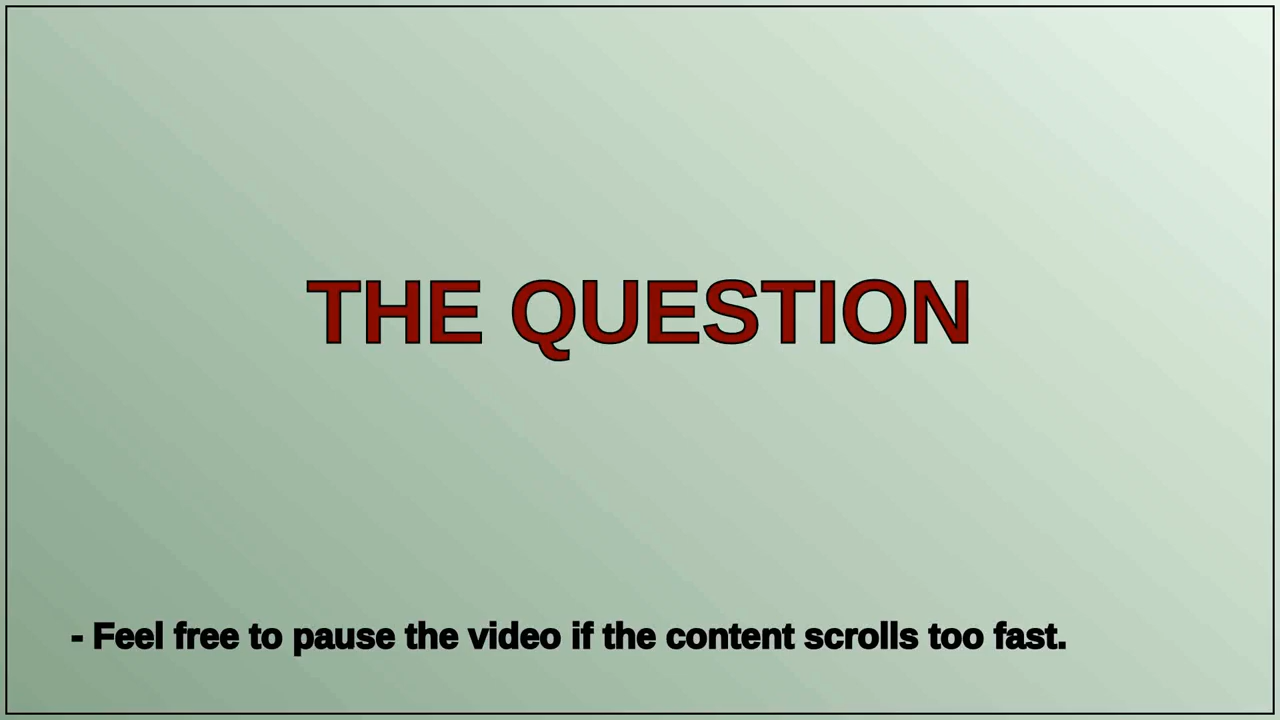 THE QUESTION
- Feel free to pause the video if the content scrolls too fast.